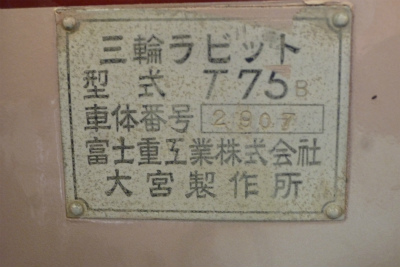 三輪ラビット
型式 T75B
車体番号 2807
富士重工業株式会社
大宮製作所